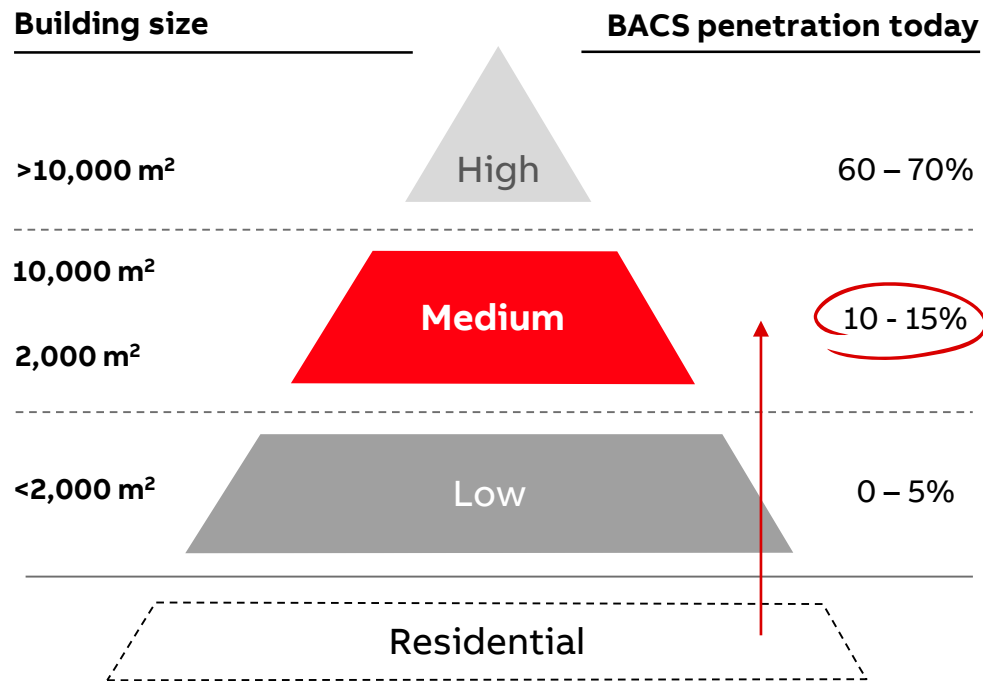 Building size
BACS penetration today
>10,000 m²
High
60 – 70%
10,000 m²
Medium
10 - 15%
2,000 m²
<2,000 m²
Low
0 – 5%
Residential